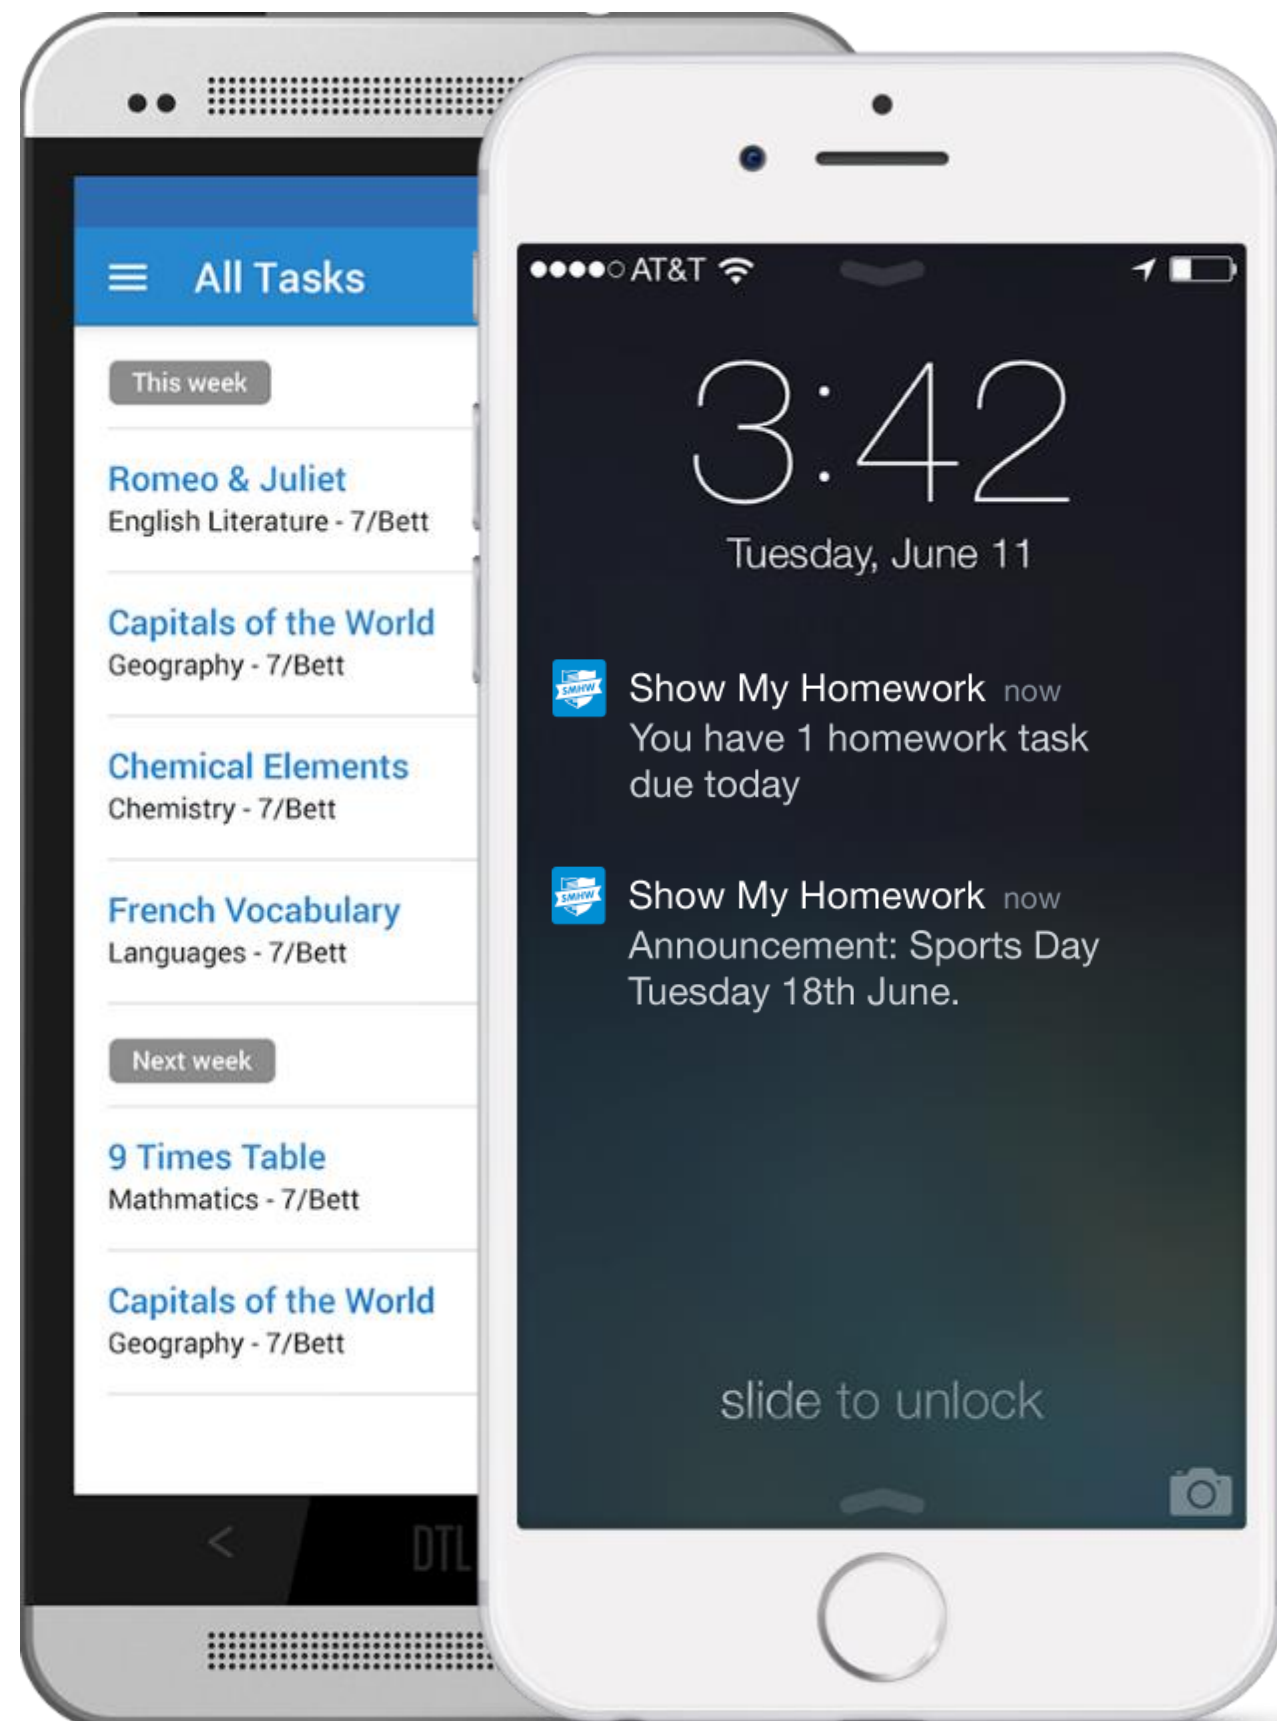 All Tasks
This week
Romeo & Juliet
English Literature - 7/Bett
Capitals of the World
Geography - 7/Bett
Chemical Elements
Chemistry - 7/Bett
French Vocabulary
Languages - 7/Bett
Next week
9 Times Table
Mathmatics - 7/Bett
Capitals of the World
Geography - 7/Bett
DTL
AT&T
3:42
Tuesday, June 11
SMHW
Show My Homework now
You have 1 homework task
due today
SMHW
Show My Homework now
Announcement: Sports Day
Tuesday 18th June.
slide to unlock